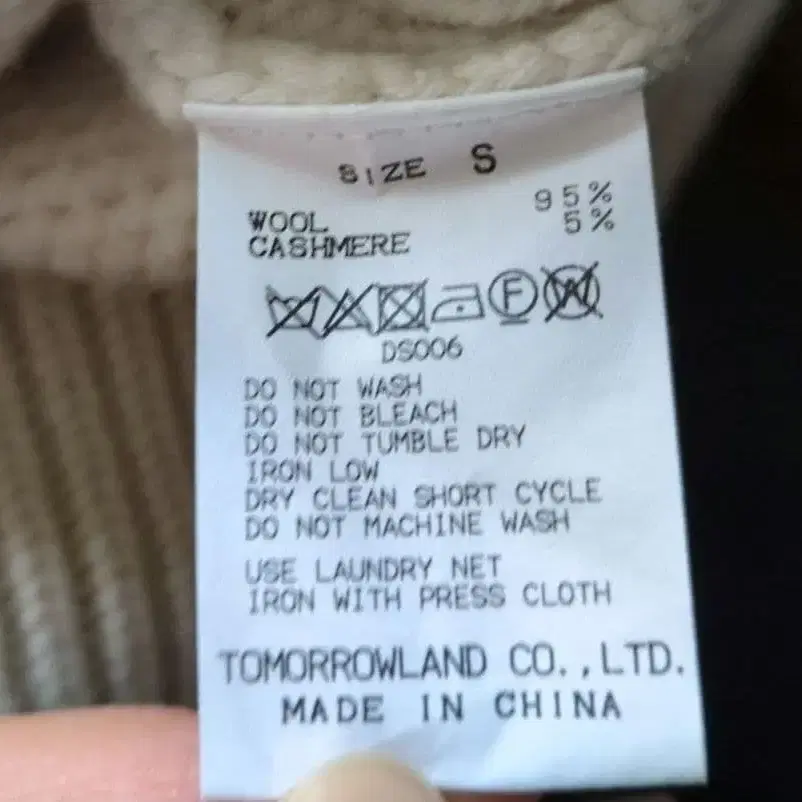 SIZE S
WOOL 95%
CASHMERE 5%
F W
DS006
DO NOT WASH
DO NOT BLEACH
DO NOT TUMBLE DRY
IRON LOW
DRY CLEAN SHORT CYCLE
DO NOT MACHINE WASH
USE LAUNDRY NET
IRON WITH PRESS CLOTH
TOMORROWLAND CO.,LTD.
MADE IN CHINA